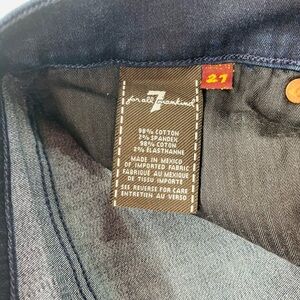 7
for all mankind
27
98% COTTON
2% SPANDEX
98% COTON
2% ELASTHANNE
MADE IN MEXICO
OF IMPORTED FABRIC
FABRIQUE AU MEXIQUE
DE TISSU IMPORTÉ
SEE REVERSE FOR CARE
ENTRETIEN AU VERSO